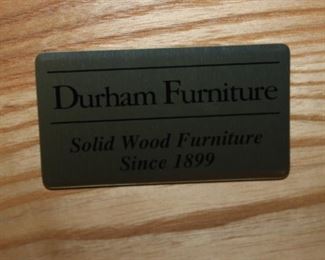 Durham Furniture
Solid Wood Furniture
Since 1899